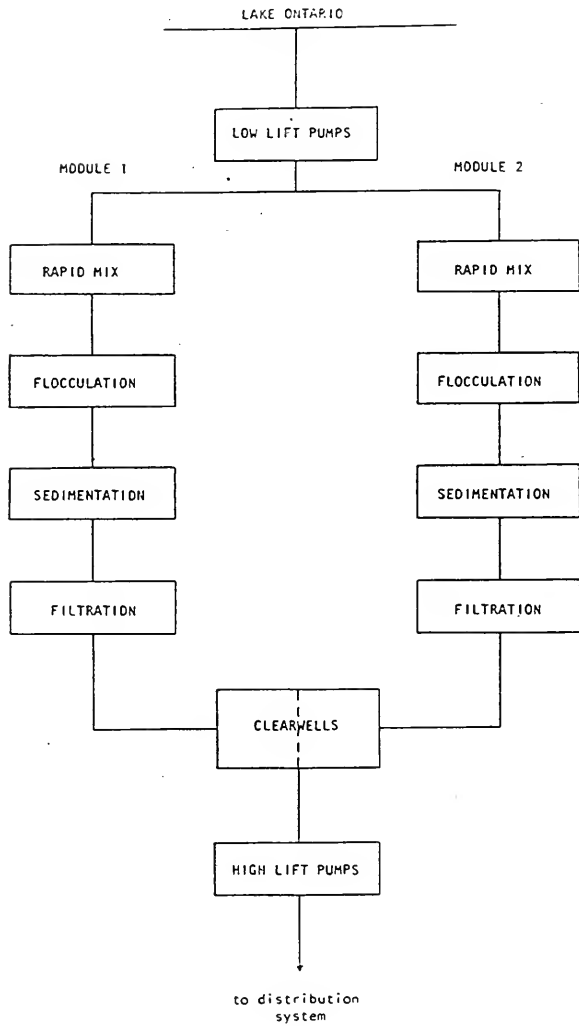 LAKE ONTARIO
LOW LIFT PUMPS
MODULE 1
MODULE 2
RAPID MIX
RAPID MIX
FLOCCULATION
FLOCCULATION
SEDIMENTATION
SEDIMENTATION
FILTRATION
FILTRATION
CLEARWELLS
HIGH LIFT PUMPS
to distribution
system